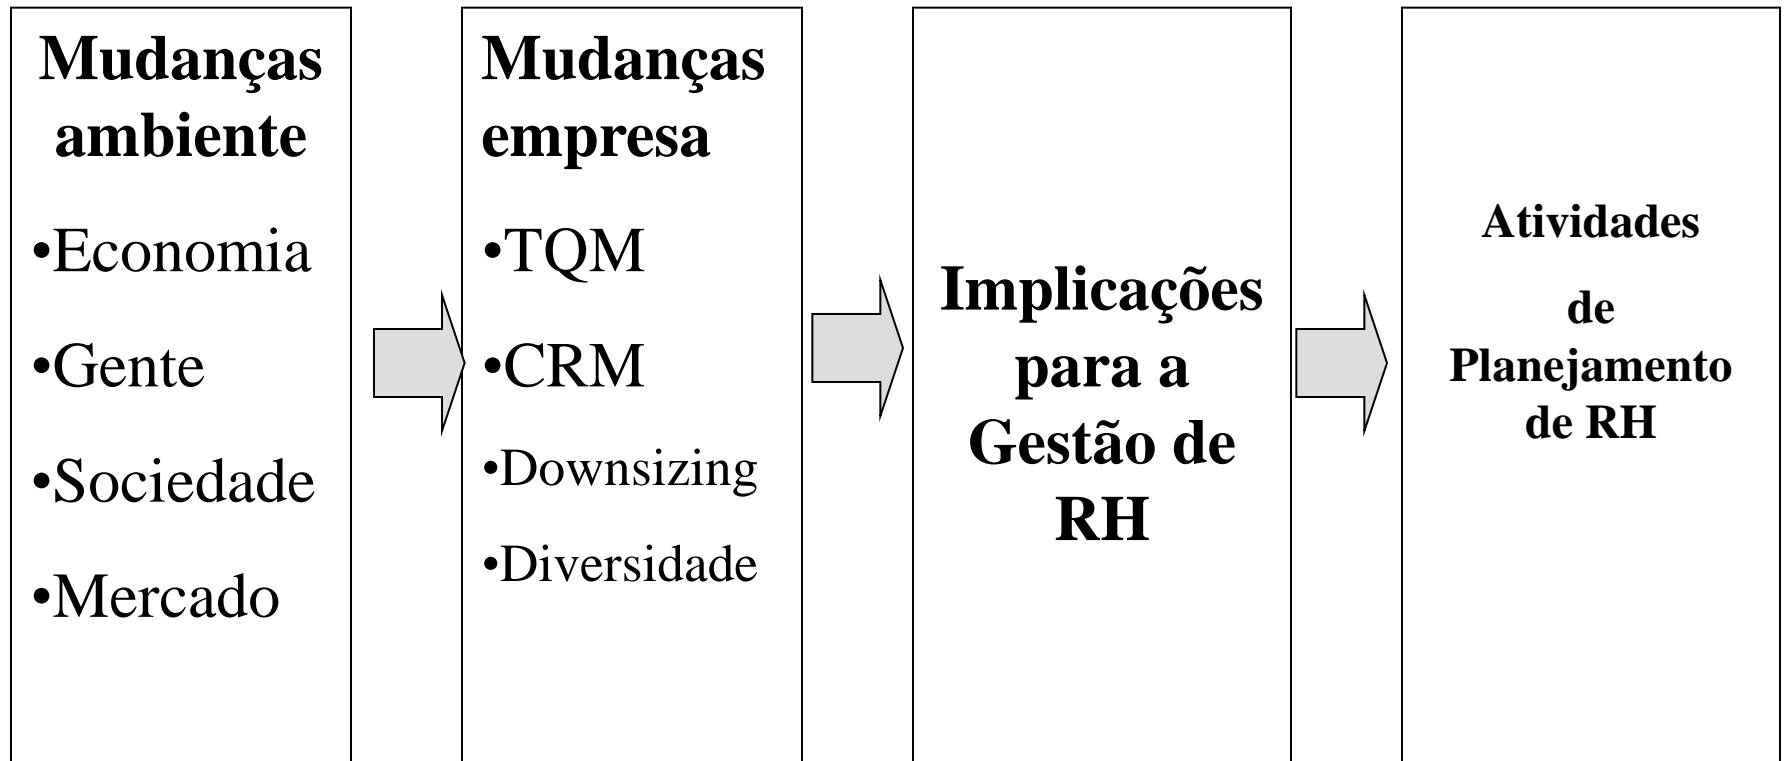 Mudanças
ambiente
•Economia
•Gente
•Sociedade
•Mercado
Mudanças
empresa
•TQM
•CRM
•Downsizing
•Diversidade
Implicações
para a
Gestão de
RH
Atividades
de
Planejamento
de RH